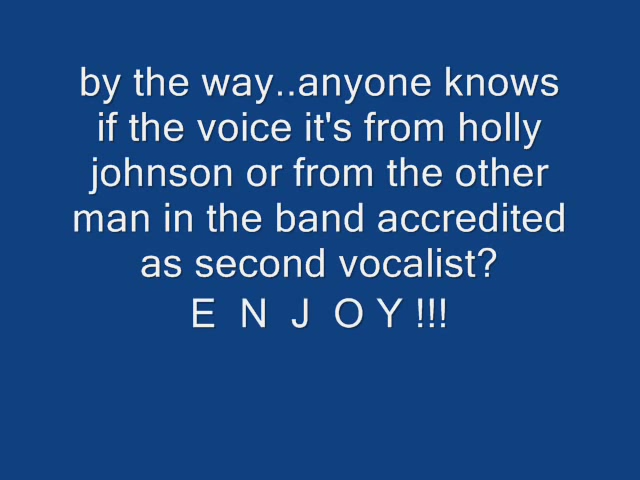 by the way..anyone knows
if the voice it's from holly
johnson or from the other
man in the band accredited
as second vocalist?
E N J O Y !!!